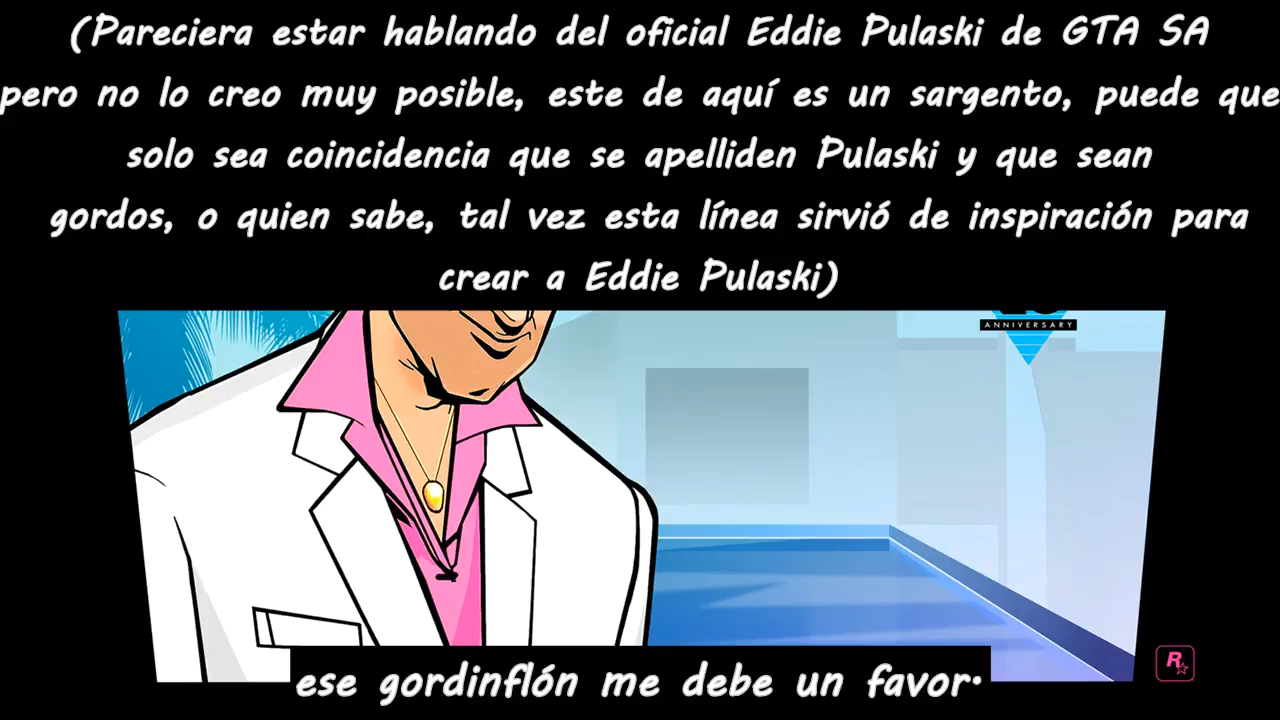 (Pareciera estar hablando del oficial Eddie Pulaski de GTA SA
pero no lo creo muy posible, este de aquí es un sargento, puede que
solo sea coincidencia que se apelliden Pulaski y que sean
gordos, o quien sabe, tal vez esta línea sirvió de inspiración para
crear a Eddie Pulaski)
ANNIVERSARY
R
ese gordinflón me debe un favor.